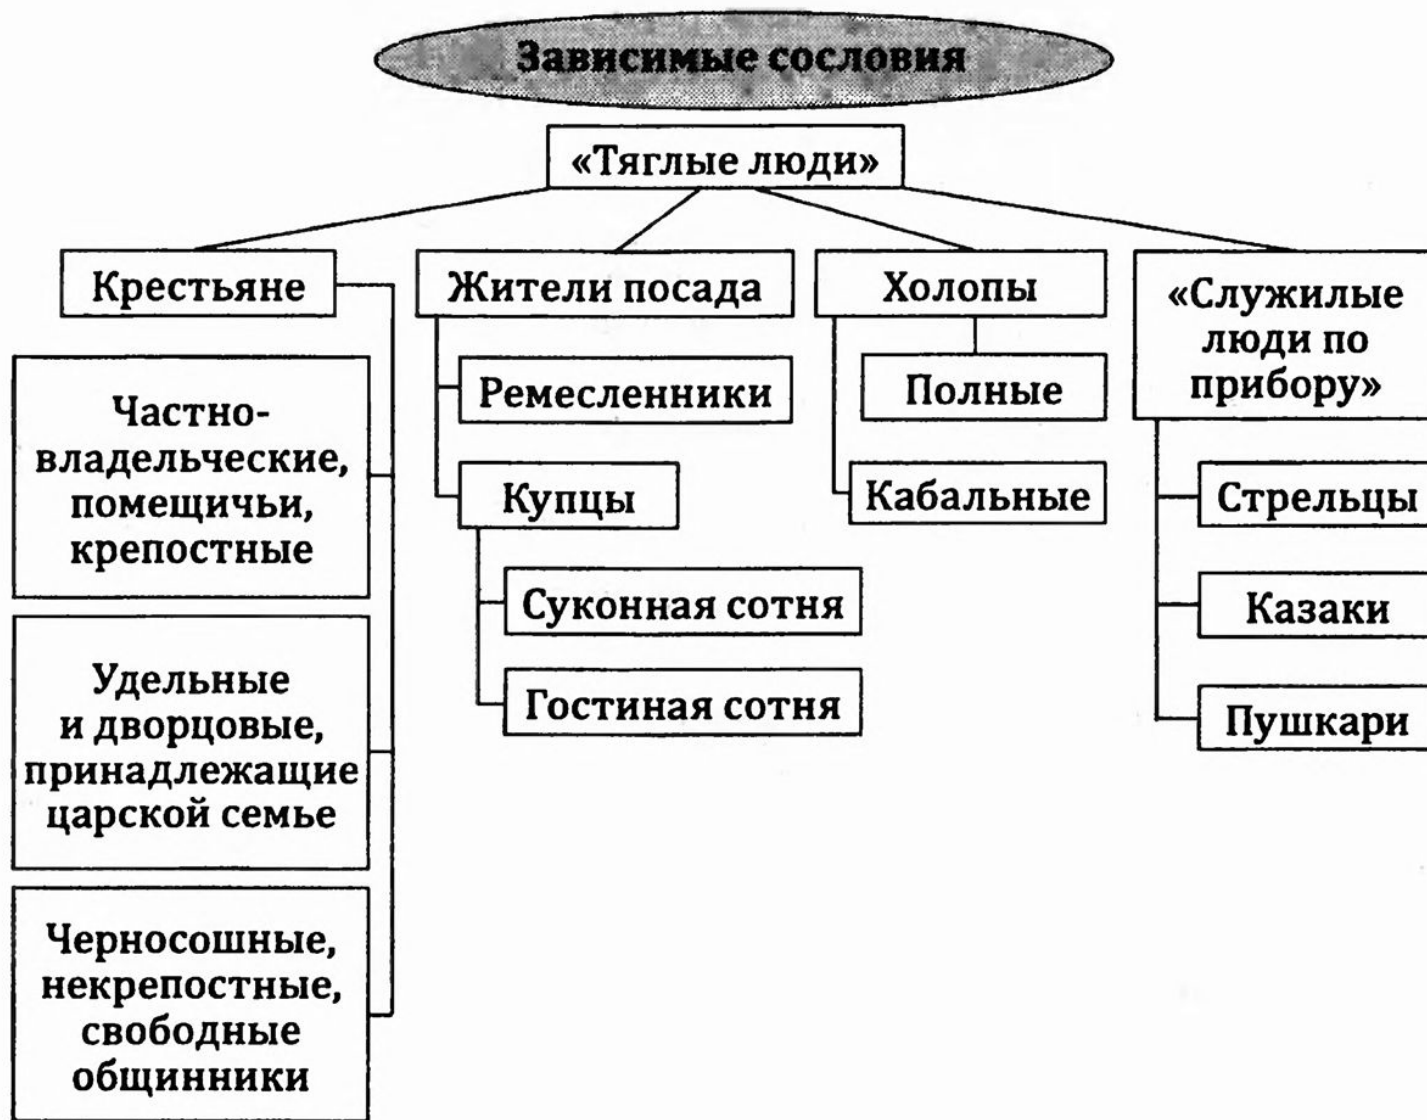 Зависимые сословия
«Тяглые люди»
Крестьяне
Частно-
владельческие,
помещичьи,
крепостные
Удельные
и дворцовые,
принадлежащие
царской семье
Черносошные,
некрепостные,
свободные
общинники
Жители посада
Ремесленники
Купцы
Суконная сотня
Гостиная сотня
Холопы
Полные
Кабальные
«Служилые
люди по
прибору»
Стрельцы
Казаки
Пушкари